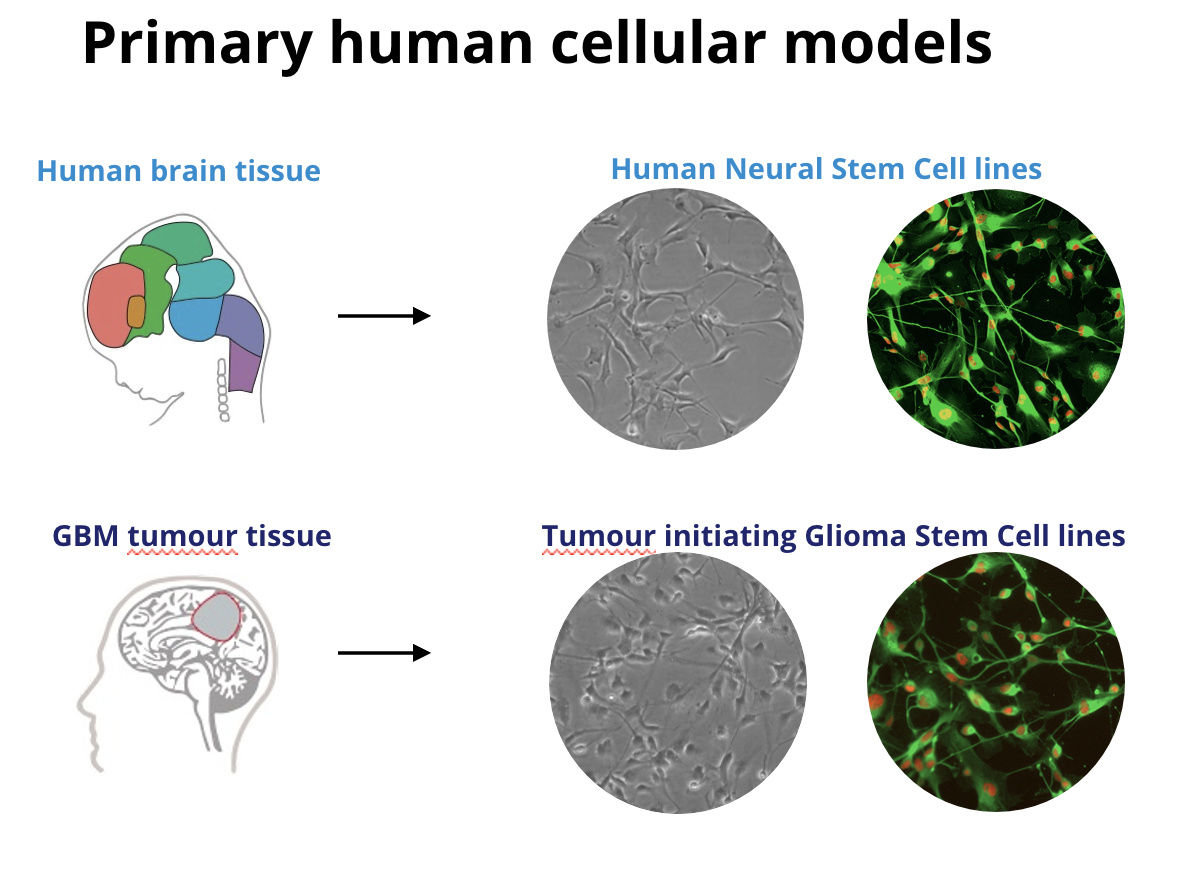 Primary human cellular models
Human brain tissue
Human Neural Stem Cell lines
GBM tumour tissue
Tumour initiating Glioma Stem Cell lines